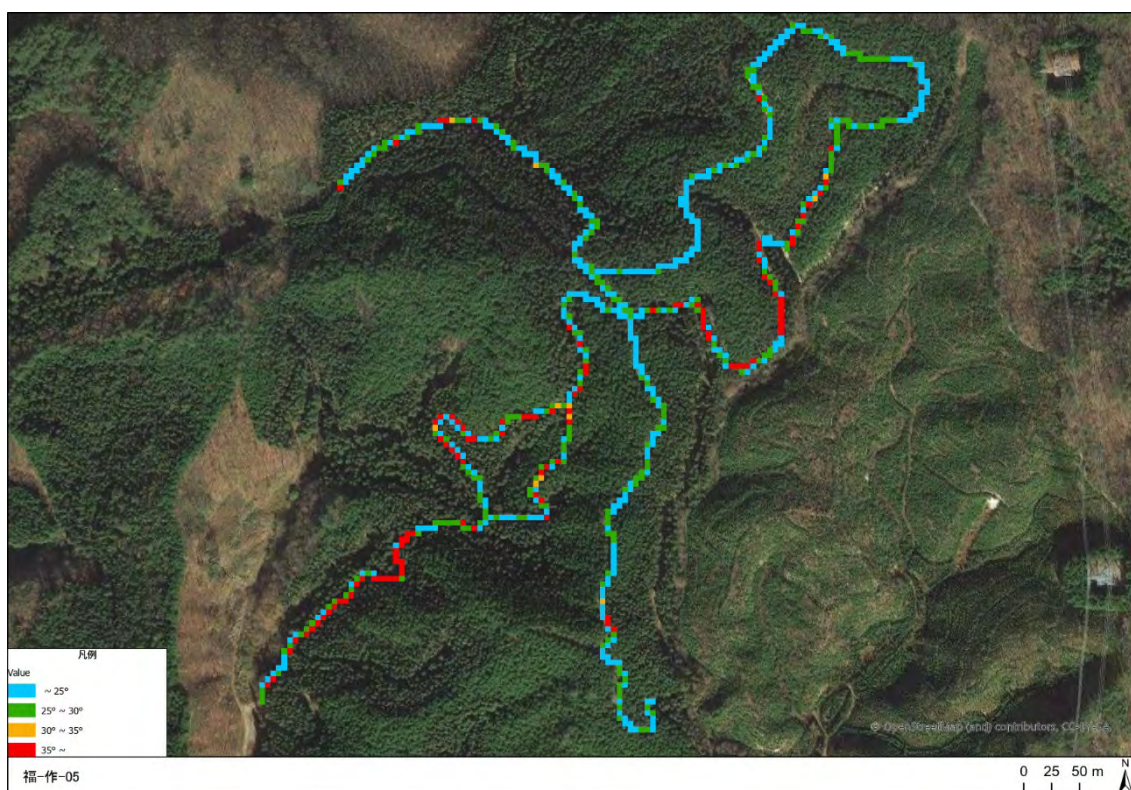 凡例
Value
~ 25°
25° ~ 30°
30° ~ 35°
35° ~
© OpenStreetMap (and) contributors, CC-BY-SA
福-作-05
0 25 50 m
N